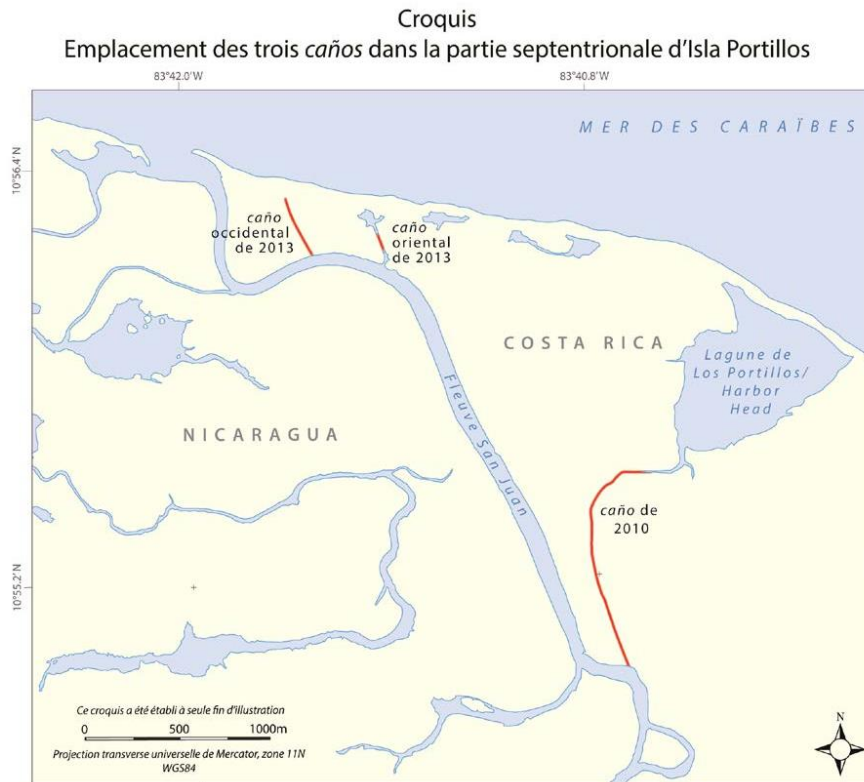 Croquis
Emplacement des trois caños dans la partie septentrionale d'Isla Portillos
83°42.0'W
83°40.8'W
MER DES CARAÏBES
10°56.4'N
caño
occidental
de 2013
caño
oriental
de 2013
COSTA RICA
Lagune de
Los Portillos/
Harbor
Head
Fleuve San Juan
NICARAGUA
caño de
2010
10°55.2'N
Ce croquis a été établi à seule fin d'illustration
0 500 1000m
Projection transverse universelle de Mercator, zone 11N
WGS84
N